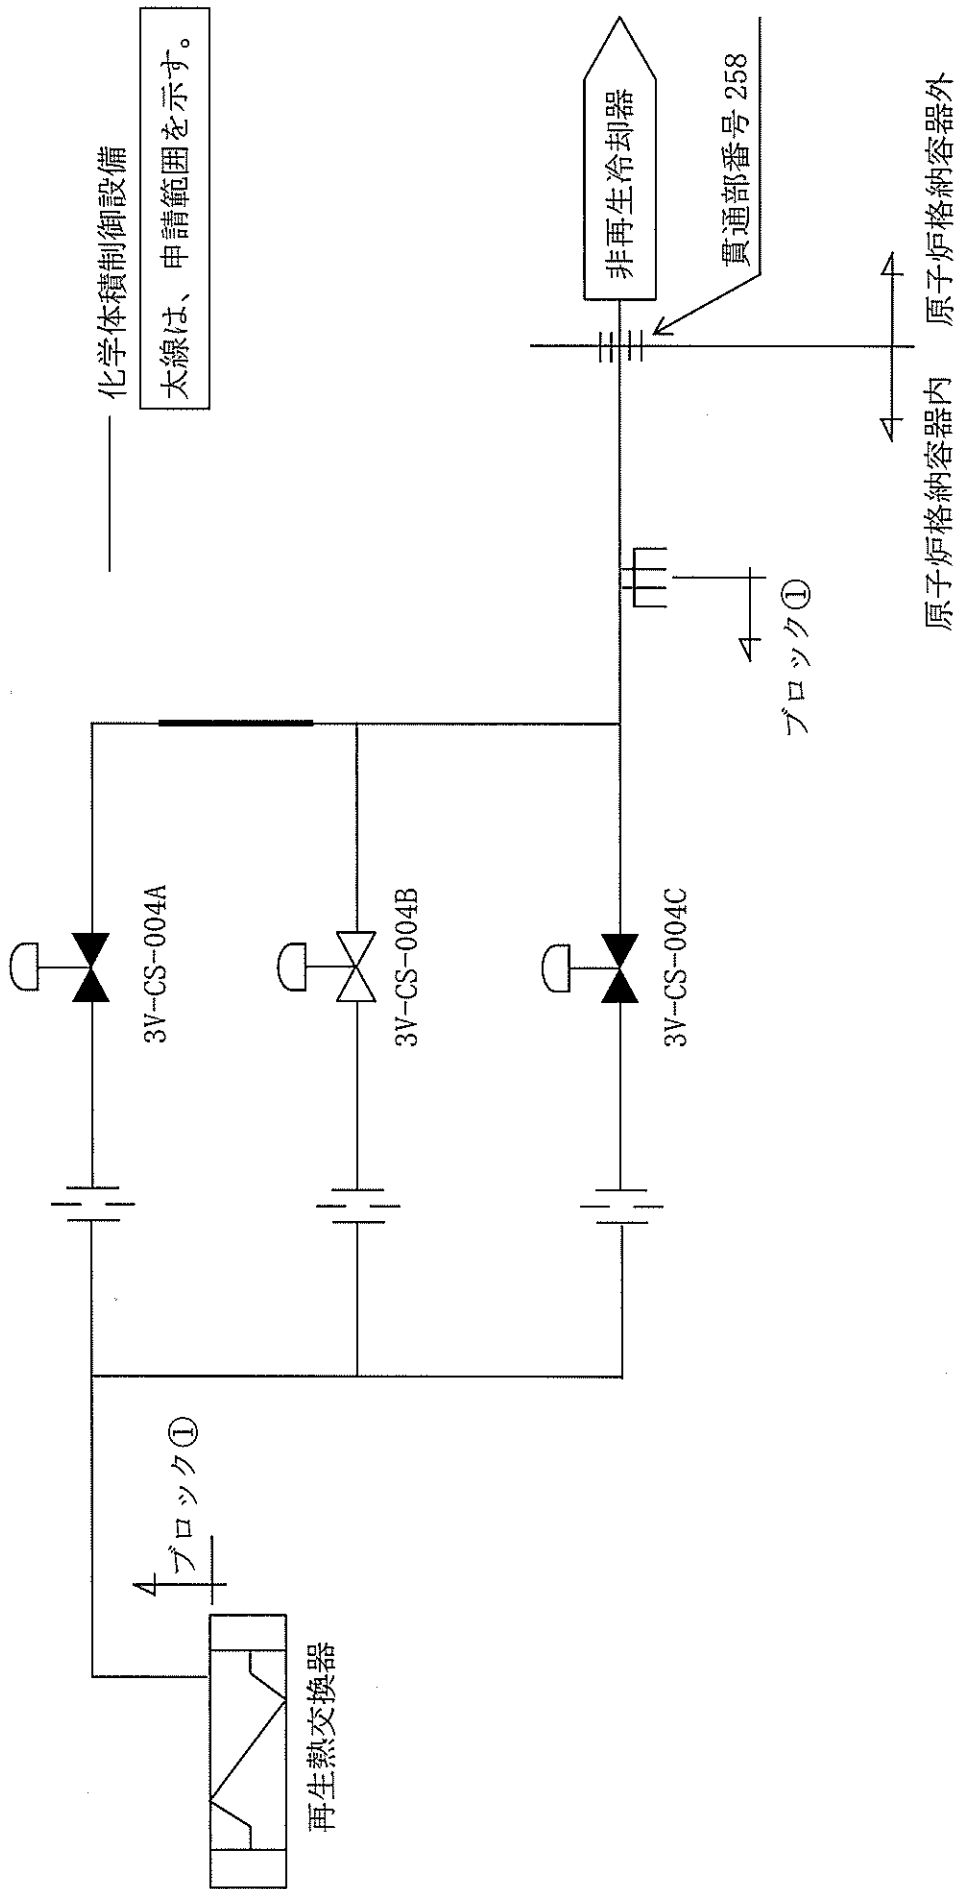 化学体積制御設備
太線は、申請範囲を示す。
非再生冷却器
貫通部番号 258
原子炉格納容器内
原子炉格納容器外
ブロック①
3V-CS-004A
3V-CS-004B
3V-CS-004C
ブロック①
再生熱交換器